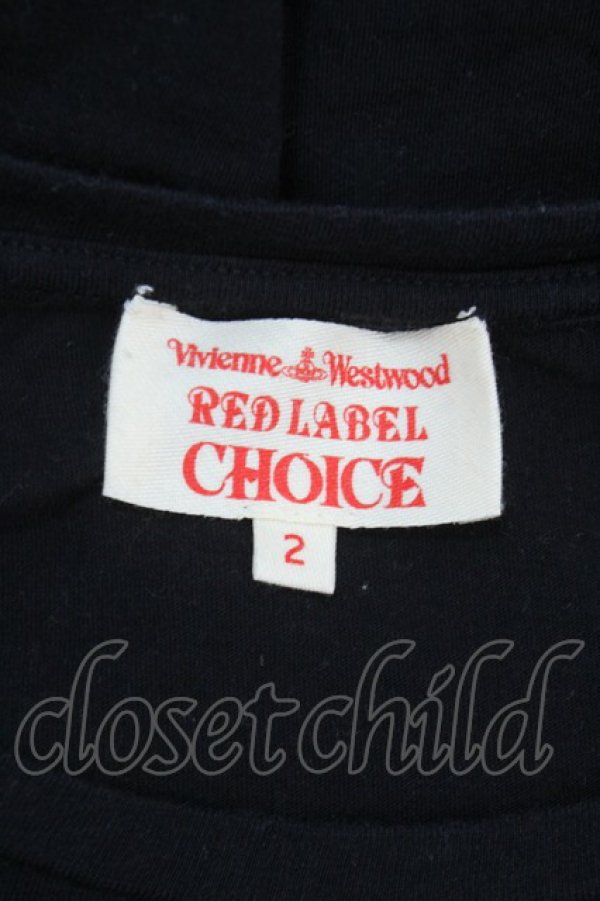 Vivienne Westwood
RED LABEL
CHOICE
2
closetchild